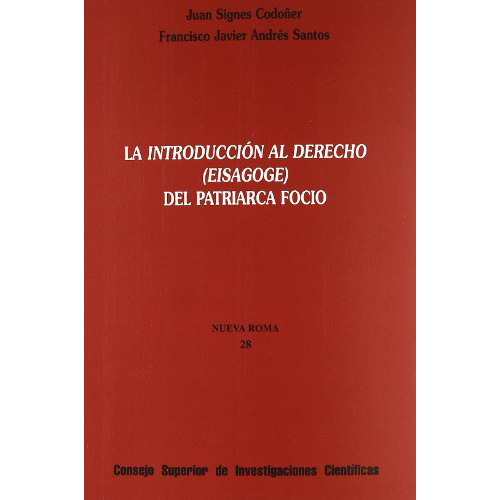 Juan Signes Codoñer
Francisco Javier Andrés Santos
LA INTRODUCCIÓN AL DERECHO
(EISAGOGE)
DEL PATRIARCA FOCIO
NUEVA ROMA
28
Consejo Superior de Investigaciones Científicas